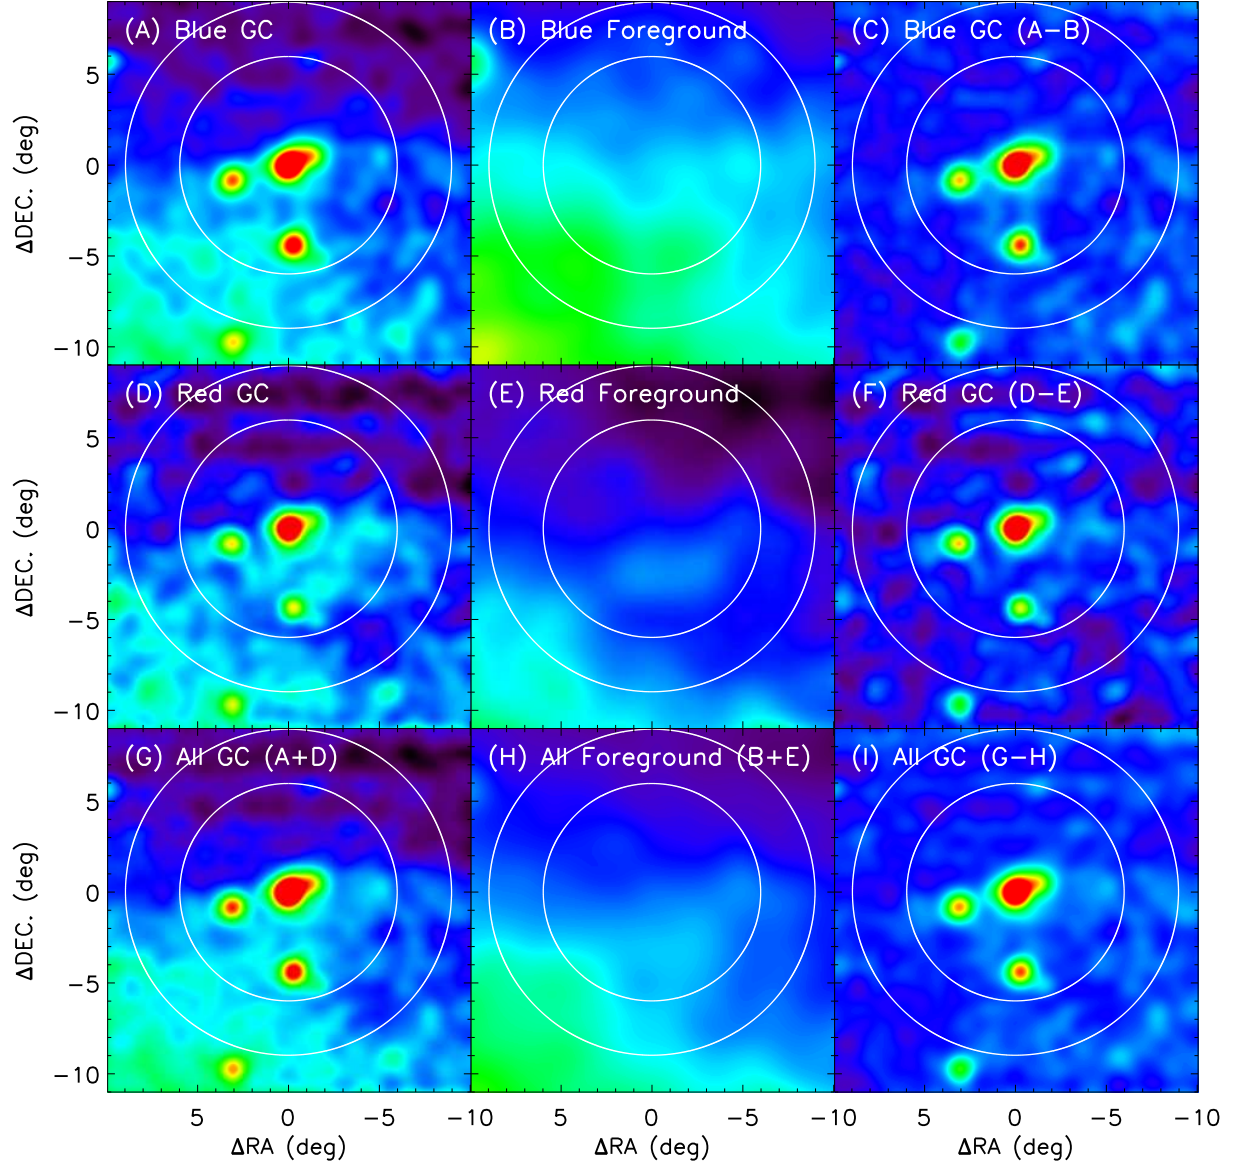 (A) Blue GC
(B) Blue Foreground
(C) Blue GC (A−B)
5
0
−5
−10
ΔDEC. (deg)
(D) Red GC
(E) Red Foreground
(F) Red GC (D−E)
5
0
−5
−10
ΔDEC. (deg)
(G) All GC (A+D)
(H) All Foreground (B+E)
(I) All GC (G−H)
5
0
−5
−10
ΔDEC. (deg)
5 0 −5 −10 5 0 −5 −10 5 0 −5 −10
ΔRA (deg) ΔRA (deg) ΔRA (deg)